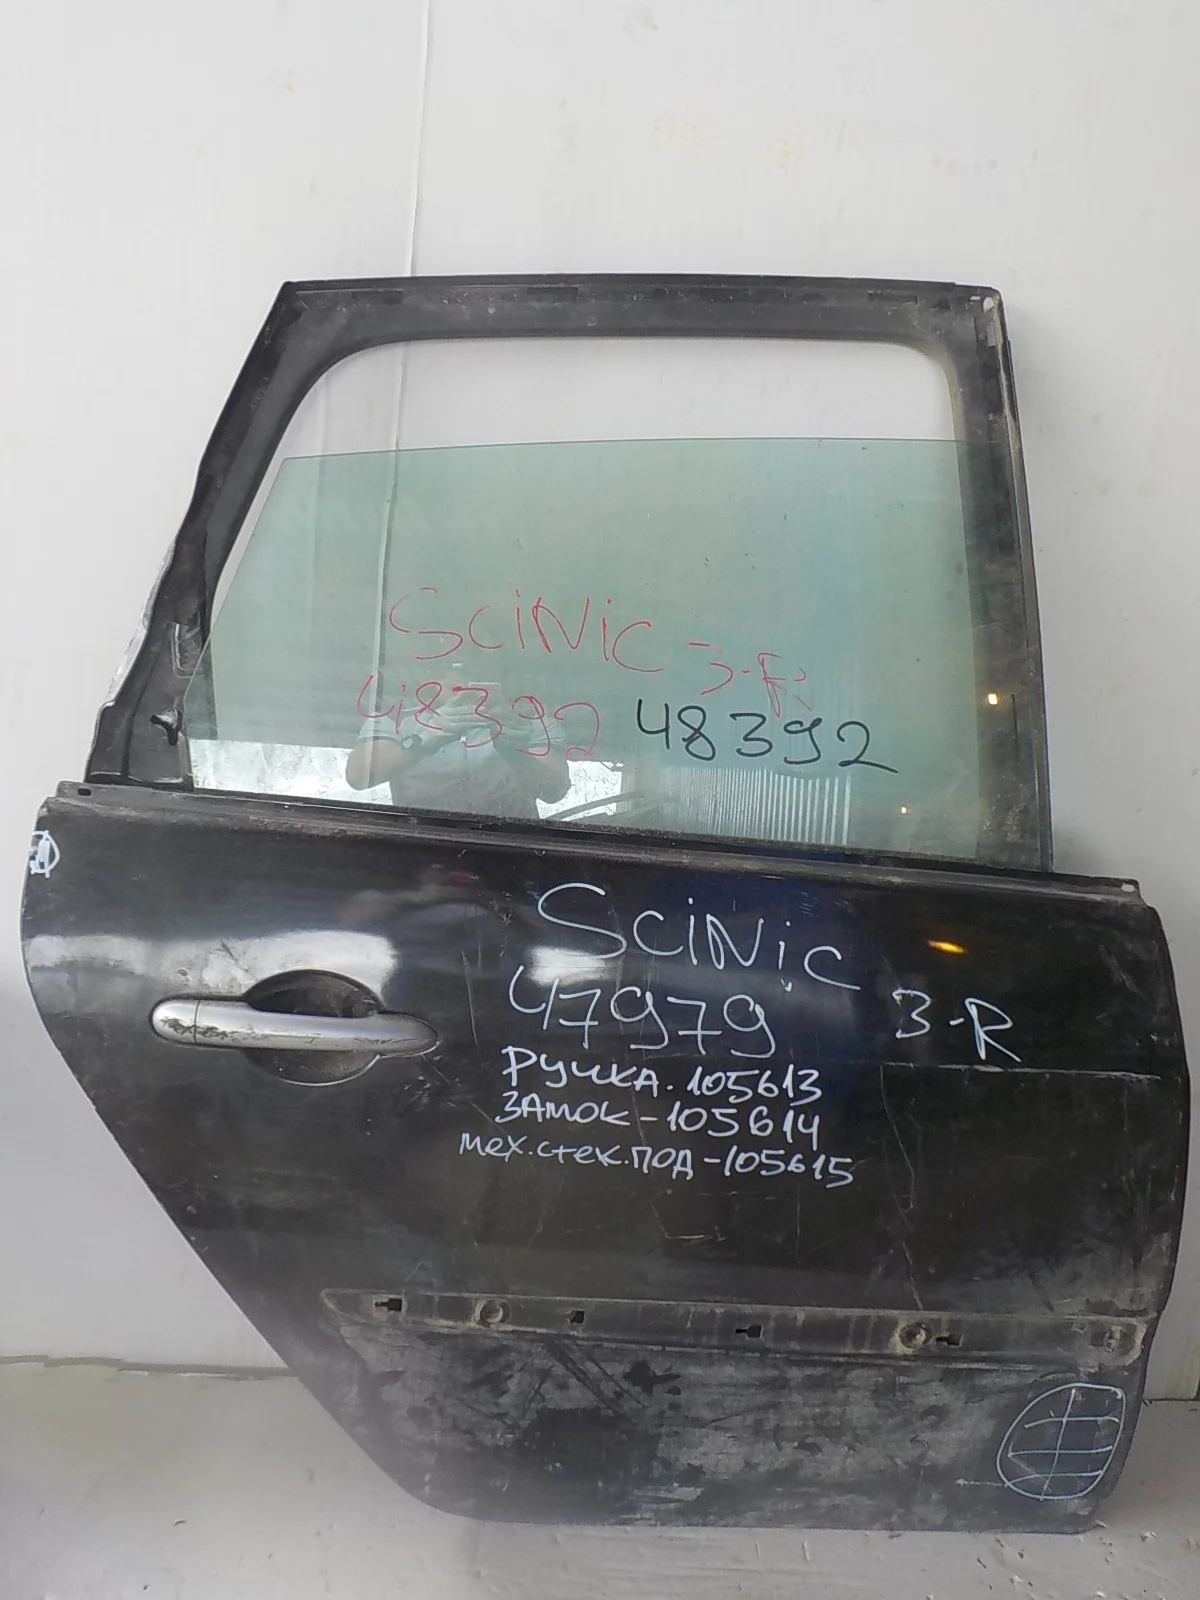 SCiNiC 3-R
48392 48392
SCiNiC
47979 3-R
РУЧКА. 105613
ЗАМОК-105614
мех.стек.под-105615